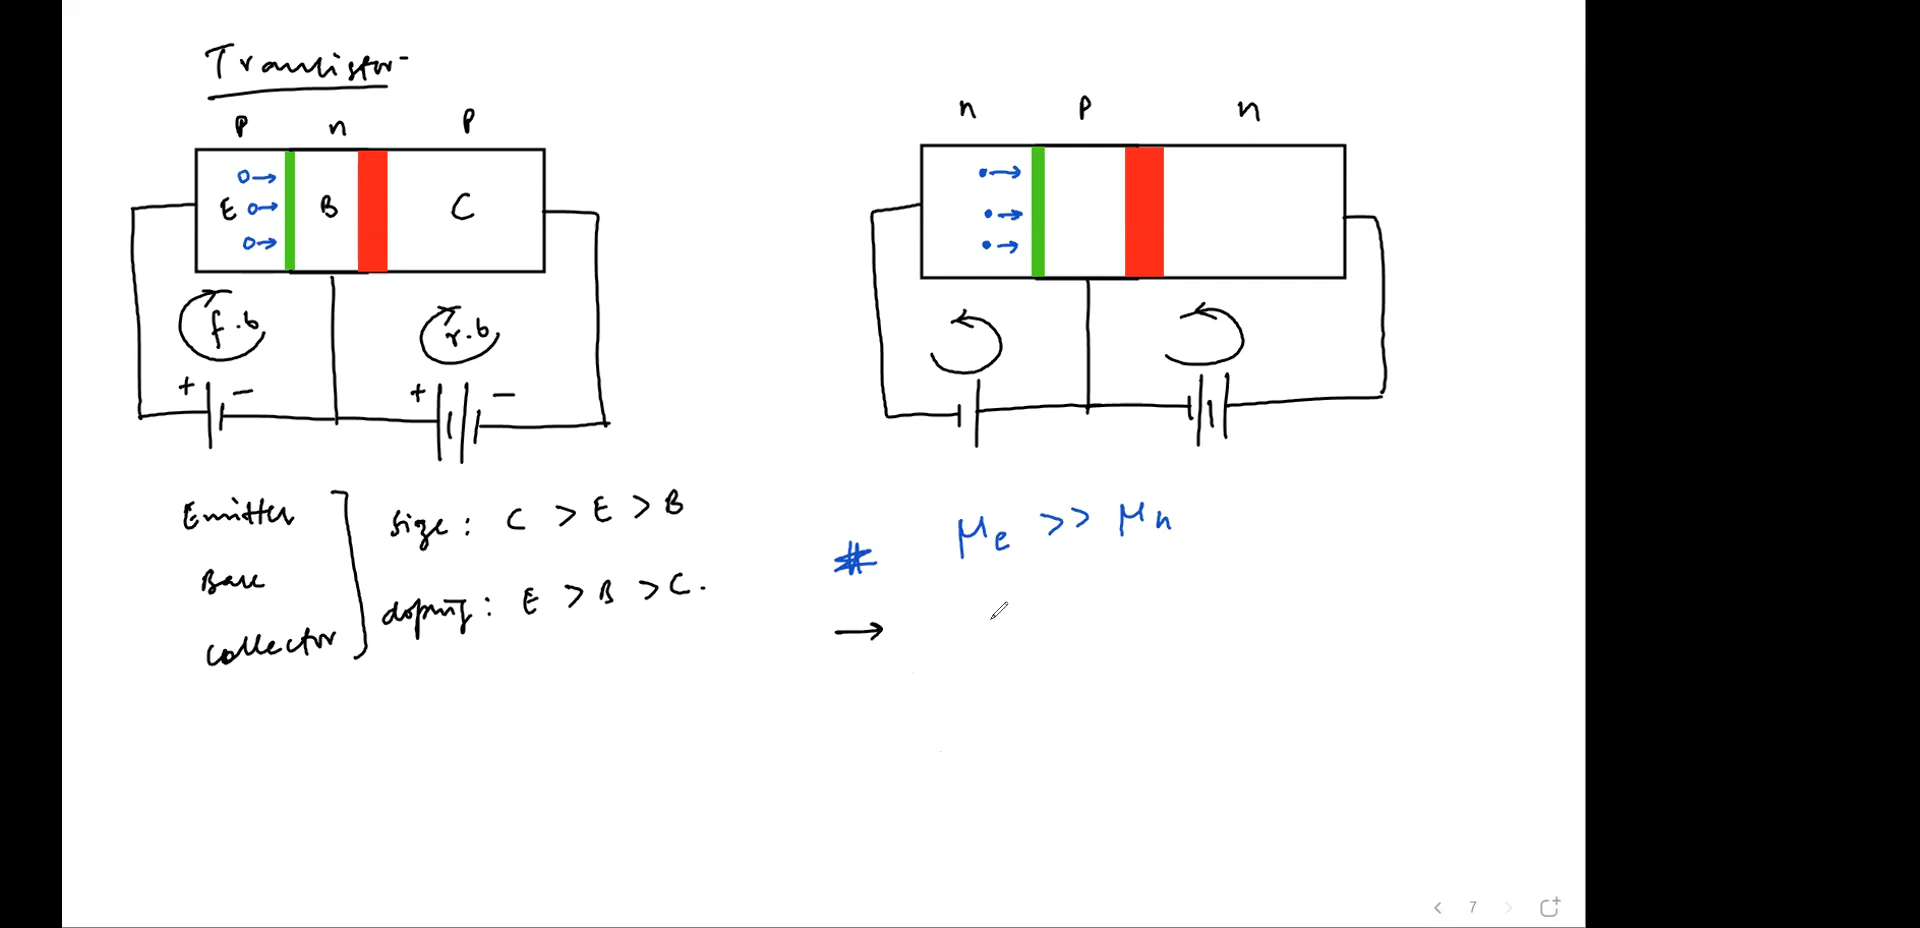 Transistor
p n p
E B C
f.b r.b
+ − + −
n p n
Emitter
Base
Collector
size : C > E > B
doping : E > B > C.
# μe >> μh
→
7